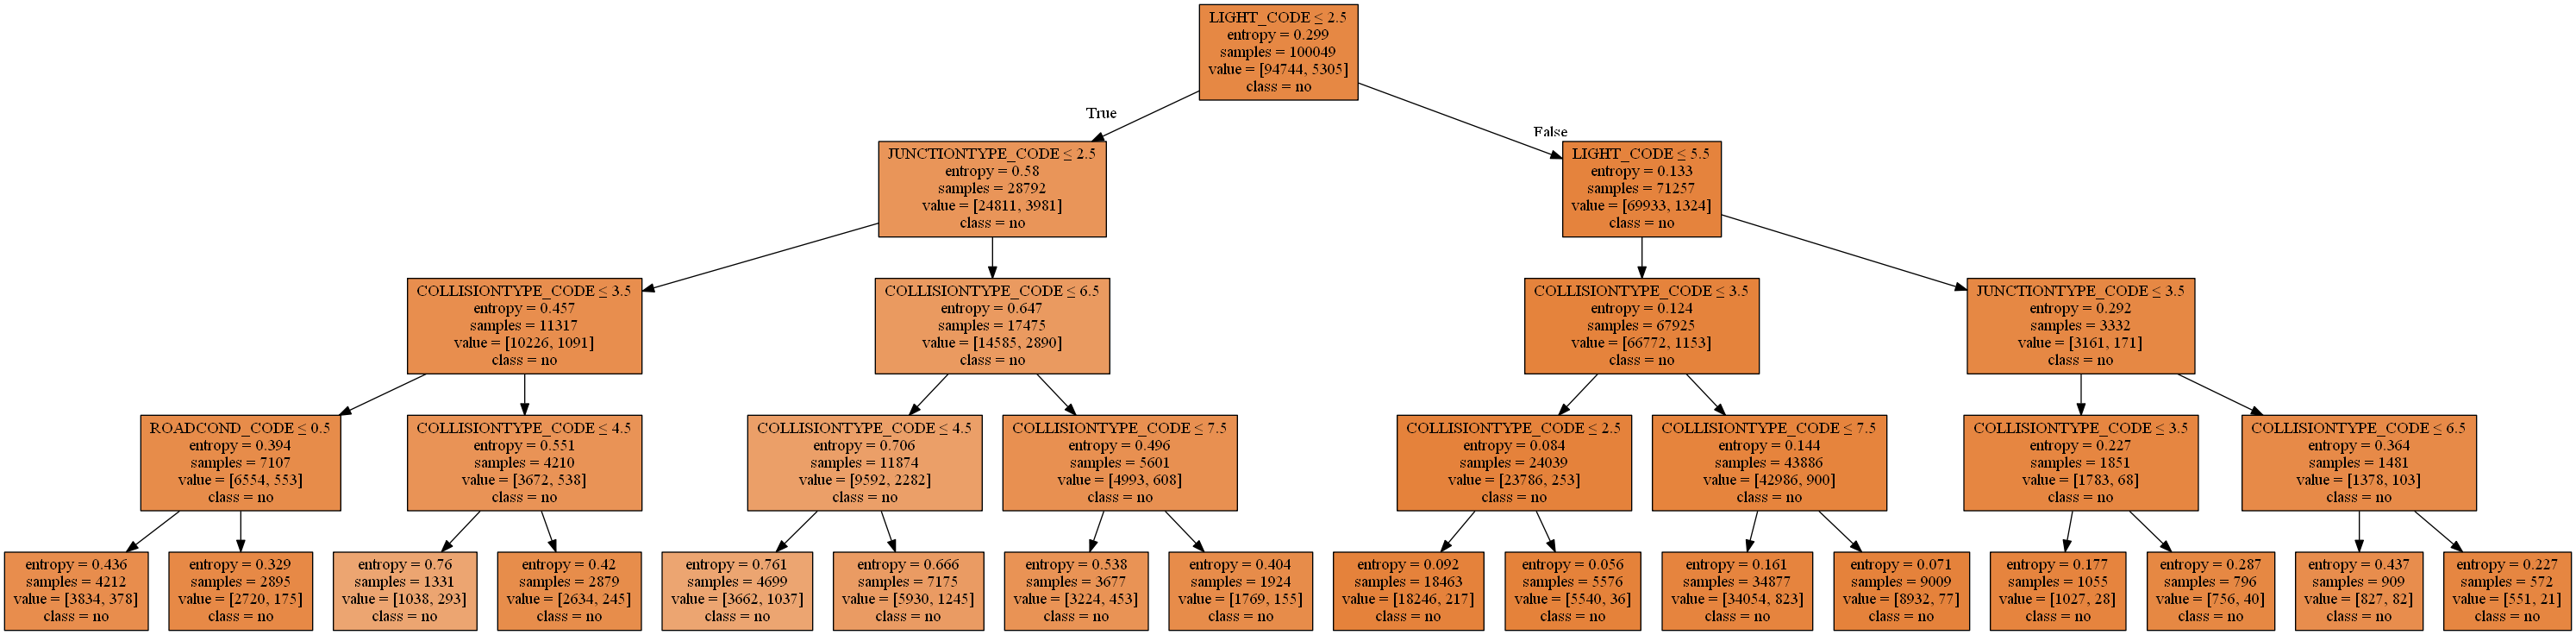 LIGHT_CODE ≤ 2.5
entropy = 0.299
samples = 100049
value = [94744, 5305]
class = no
True
False
JUNCTIONTYPE_CODE ≤ 2.5
entropy = 0.58
samples = 28792
value = [24811, 3981]
class = no
LIGHT_CODE ≤ 5.5
entropy = 0.133
samples = 71257
value = [69933, 1324]
class = no
COLLISIONTYPE_CODE ≤ 3.5
entropy = 0.457
samples = 11317
value = [10226, 1091]
class = no
COLLISIONTYPE_CODE ≤ 6.5
entropy = 0.647
samples = 17475
value = [14585, 2890]
class = no
COLLISIONTYPE_CODE ≤ 3.5
entropy = 0.124
samples = 67925
value = [66772, 1153]
class = no
JUNCTIONTYPE_CODE ≤ 3.5
entropy = 0.292
samples = 3332
value = [3161, 171]
class = no
ROADCOND_CODE ≤ 0.5
entropy = 0.394
samples = 7107
value = [6554, 553]
class = no
COLLISIONTYPE_CODE ≤ 4.5
entropy = 0.551
samples = 4210
value = [3672, 538]
class = no
COLLISIONTYPE_CODE ≤ 4.5
entropy = 0.706
samples = 11874
value = [9592, 2282]
class = no
COLLISIONTYPE_CODE ≤ 7.5
entropy = 0.496
samples = 5601
value = [4993, 608]
class = no
COLLISIONTYPE_CODE ≤ 2.5
entropy = 0.084
samples = 24039
value = [23786, 253]
class = no
COLLISIONTYPE_CODE ≤ 7.5
entropy = 0.144
samples = 43886
value = [42986, 900]
class = no
COLLISIONTYPE_CODE ≤ 3.5
entropy = 0.227
samples = 1851
value = [1783, 68]
class = no
COLLISIONTYPE_CODE ≤ 6.5
entropy = 0.364
samples = 1481
value = [1378, 103]
class = no
entropy = 0.436
samples = 4212
value = [3834, 378]
class = no
entropy = 0.329
samples = 2895
value = [2720, 175]
class = no
entropy = 0.76
samples = 1331
value = [1038, 293]
class = no
entropy = 0.42
samples = 2879
value = [2634, 245]
class = no
entropy = 0.761
samples = 4699
value = [3662, 1037]
class = no
entropy = 0.666
samples = 7175
value = [5930, 1245]
class = no
entropy = 0.538
samples = 3677
value = [3224, 453]
class = no
entropy = 0.404
samples = 1924
value = [1769, 155]
class = no
entropy = 0.092
samples = 18463
value = [18246, 217]
class = no
entropy = 0.056
samples = 5576
value = [5540, 36]
class = no
entropy = 0.161
samples = 34877
value = [34054, 823]
class = no
entropy = 0.071
samples = 9009
value = [8932, 77]
class = no
entropy = 0.177
samples = 1055
value = [1027, 28]
class = no
entropy = 0.287
samples = 796
value = [756, 40]
class = no
entropy = 0.437
samples = 909
value = [827, 82]
class = no
entropy = 0.227
samples = 572
value = [551, 21]
class = no